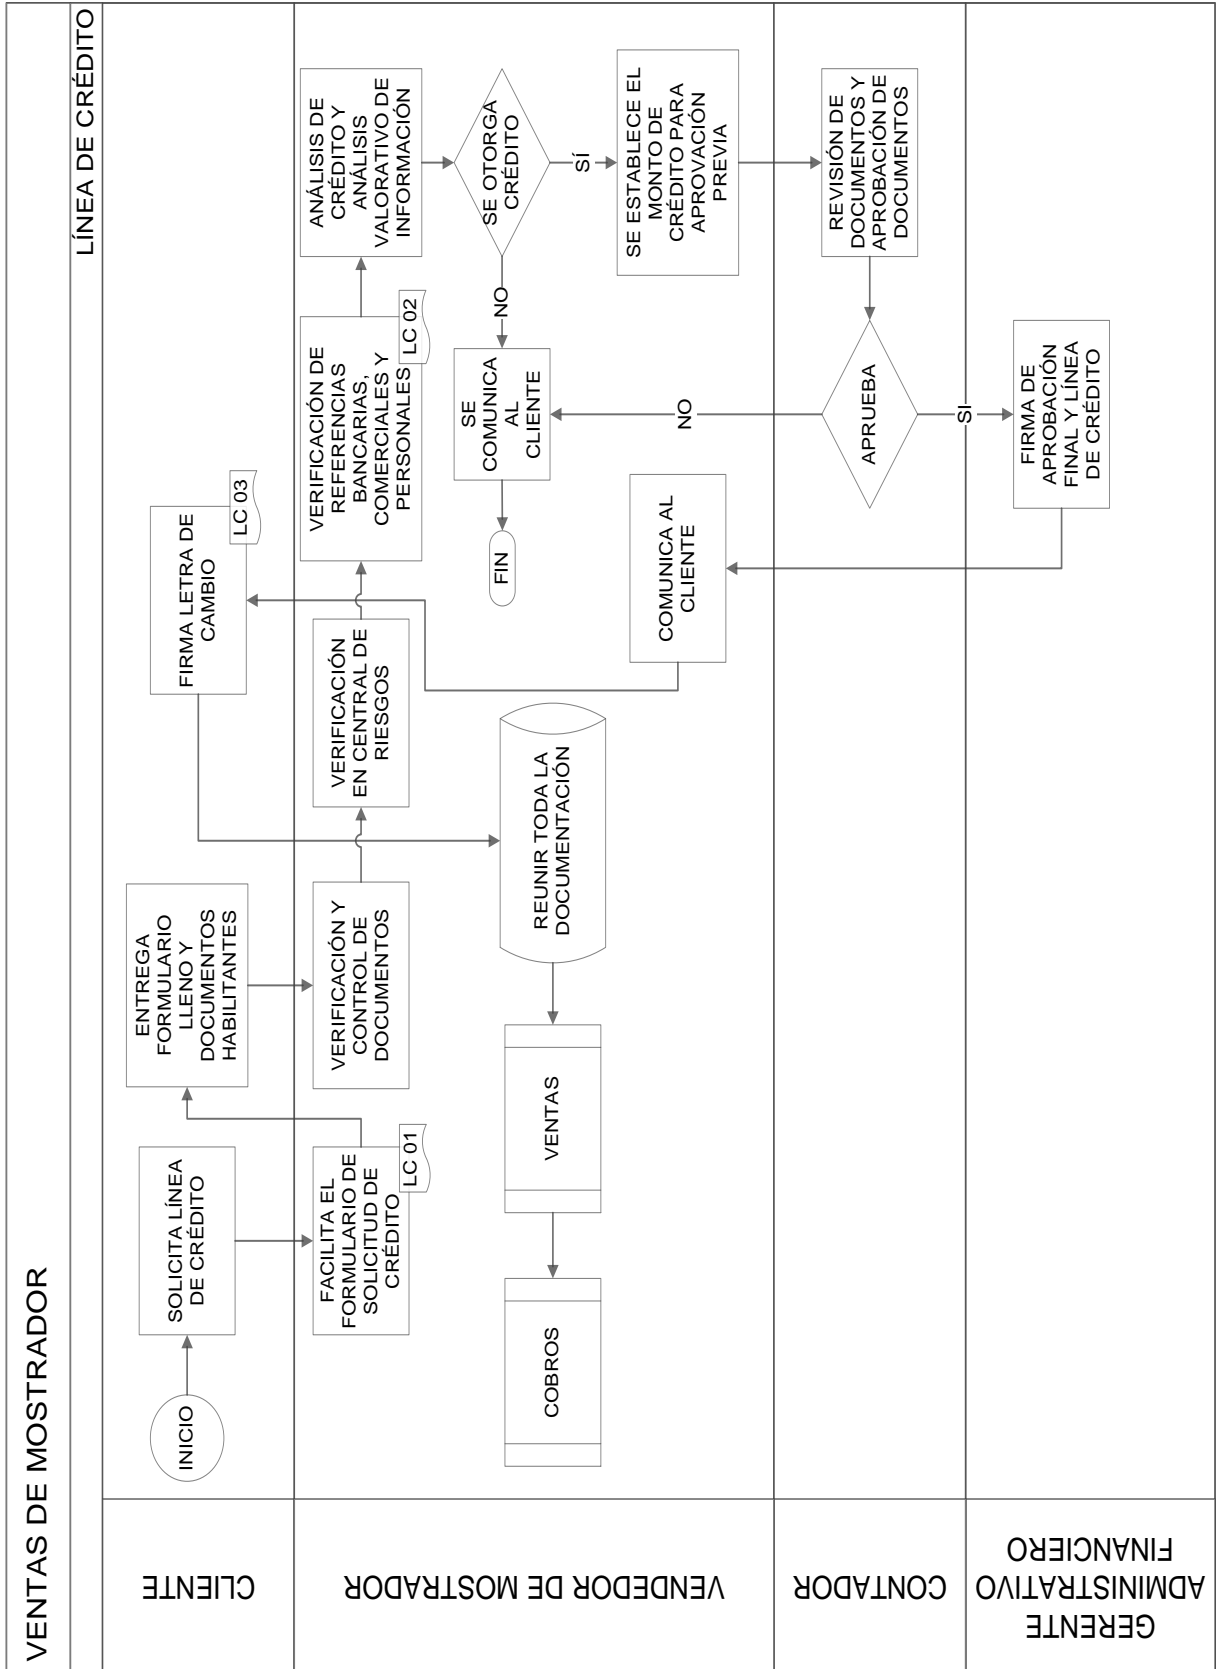 VENTAS DE MOSTRADOR
LÍNEA DE CRÉDITO
CLIENTE
INICIO
SOLICITA LÍNEA
DE CRÉDITO
ENTREGA
FORMULARIO
LLENO Y
DOCUMENTOS
HABILITANTES
FIRMA LETRA DE
CAMBIO
LC 03
VENDEDOR DE MOSTRADOR
FACILITA EL
FORMULARIO DE
SOLICITUD DE
CRÉDITO
LC 01
VERIFICACIÓN Y
CONTROL DE
DOCUMENTOS
VERIFICACIÓN
EN CENTRAL DE
RIESGOS
VERIFICACIÓN DE
REFERENCIAS
BANCARIAS,
COMERCIALES Y
PERSONALES
LC 02
ANÁLISIS DE
CRÉDITO Y
ANÁLISIS
VALORATIVO DE
INFORMACIÓN
SE OTORGA
CRÉDITO
NO
SÍ
SE COMUNICA
AL
CLIENTE
FIN
SE ESTABLECE EL
MONTO DE
CRÉDITO PARA
APROVACIÓN
PREVIA
COMUNICA AL
CLIENTE
REUNIR TODA LA
DOCUMENTACIÓN
VENTAS
COBROS
CONTADOR
REVISIÓN DE
DOCUMENTOS Y
APROBACIÓN DE
DOCUMENTOS
APRUEBA
NO
SI
GERENTE
ADMINISTRATIVO
FINANCIERO
FIRMA DE
APROBACIÓN
FINAL Y LÍNEA
DE CRÉDITO